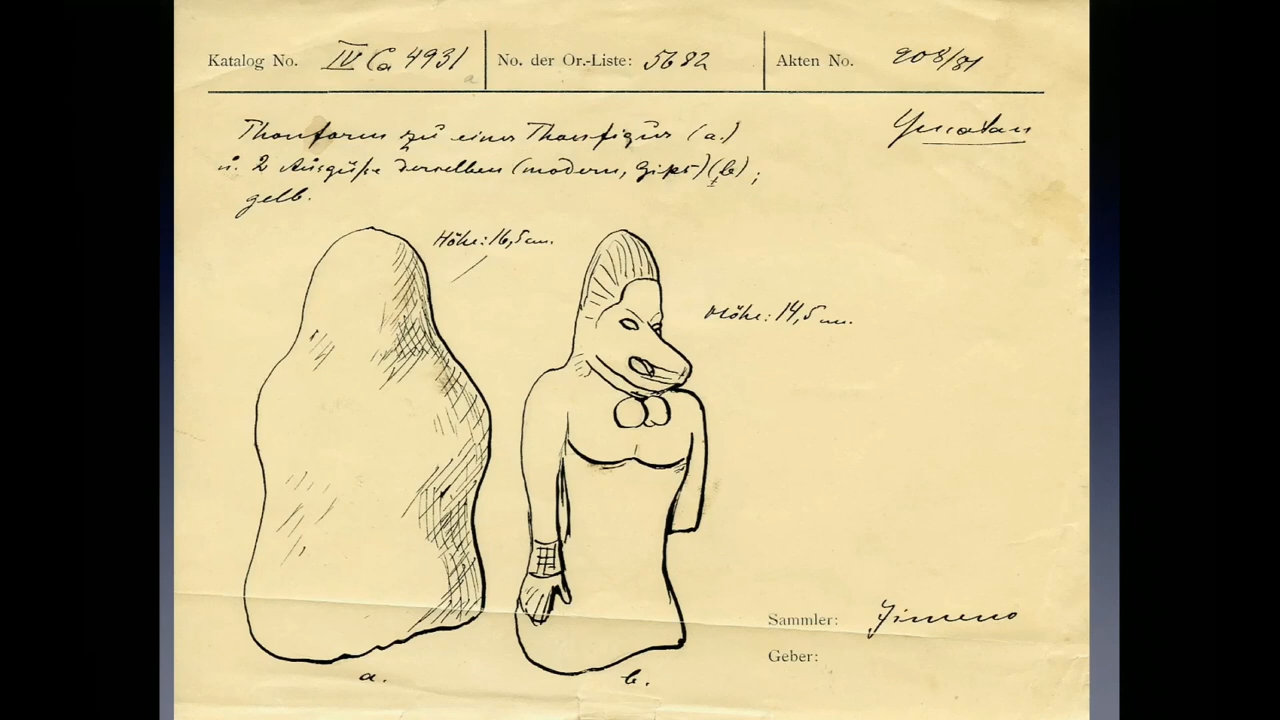 Katalog No. IV Ca 4931 a
No. der Or.-Liste: 5682
Akten No. 908/81
Yucatan
Thonform zu einer Thonfigur (a.)
u. 2 Ausgüße derselben (modern, Gips) (b);
gelb.
Höhe: 16,5 cm.
Höhe: 14,5 cm.
Sammler: Jimeno
Geber:
a.
b.